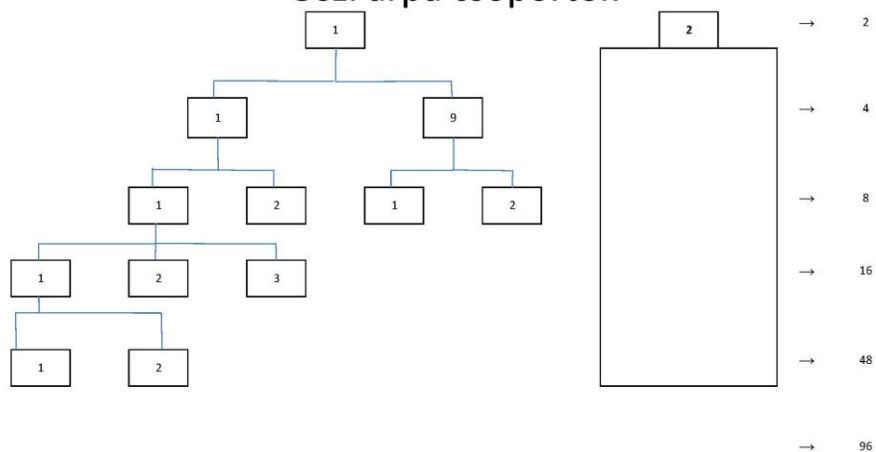 1 2 → 2
1 9 → 4
1 2 1 2 → 8
1 2 3 → 16
1 2 → 48
→ 96